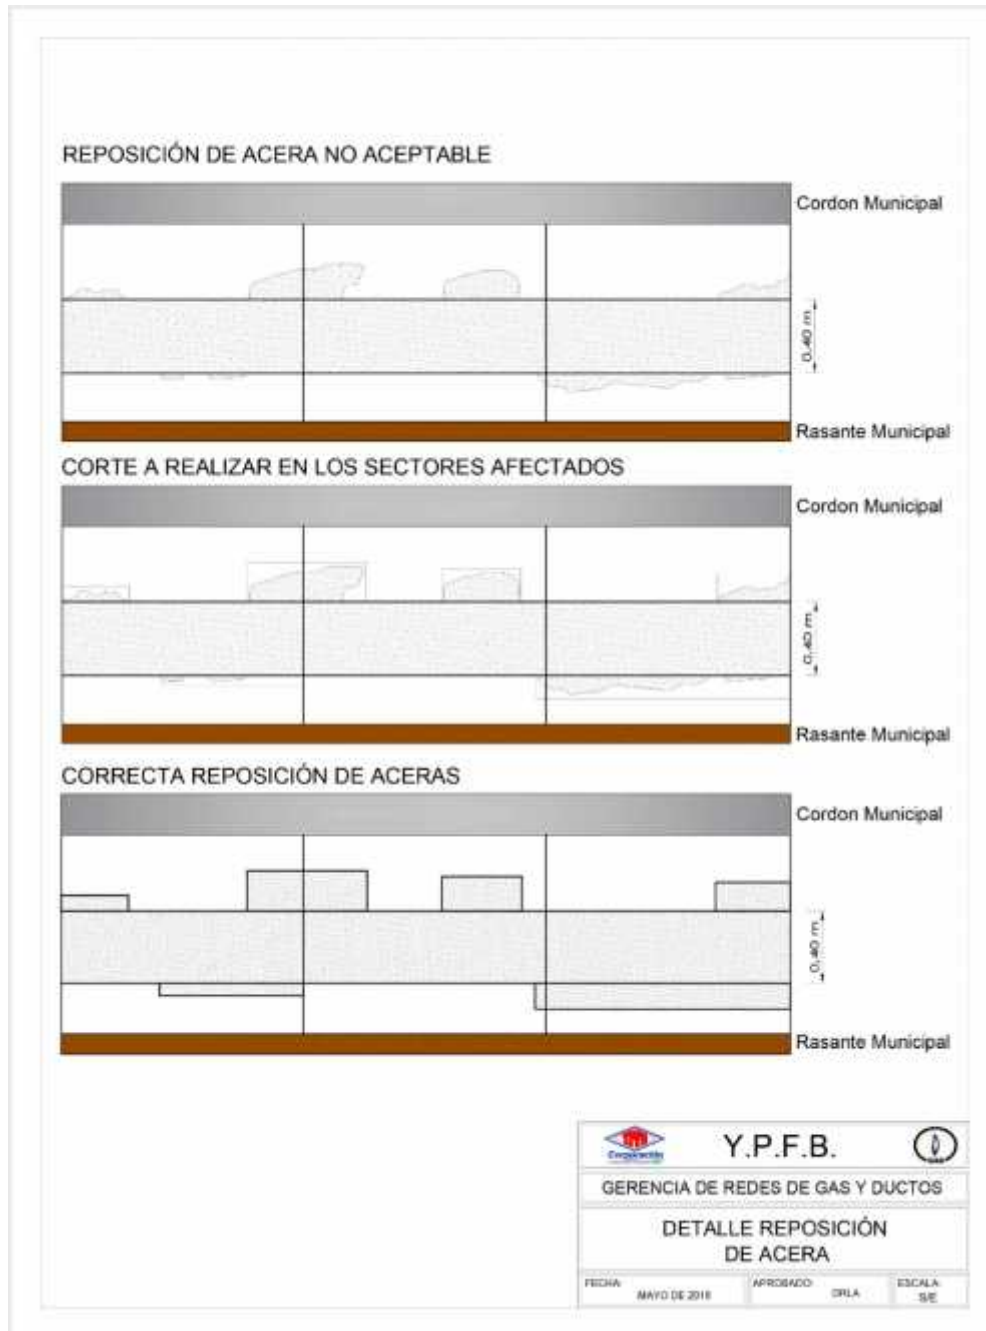 REPOSICIÓN DE ACERA NO ACEPTABLE
Cordon Municipal
0,40 m
Rasante Municipal
CORTE A REALIZAR EN LOS SECTORES AFECTADOS
Cordon Municipal
0,40 m
Rasante Municipal
CORRECTA REPOSICIÓN DE ACERAS
Cordon Municipal
0,40 m
Rasante Municipal
Corporación
Y.P.F.B.
GERENCIA DE REDES DE GAS Y DUCTOS
DETALLE REPOSICIÓN
DE ACERA
FECHA:
MAYO DE
APROBADO:
DRLA
ESCALA:
S/E